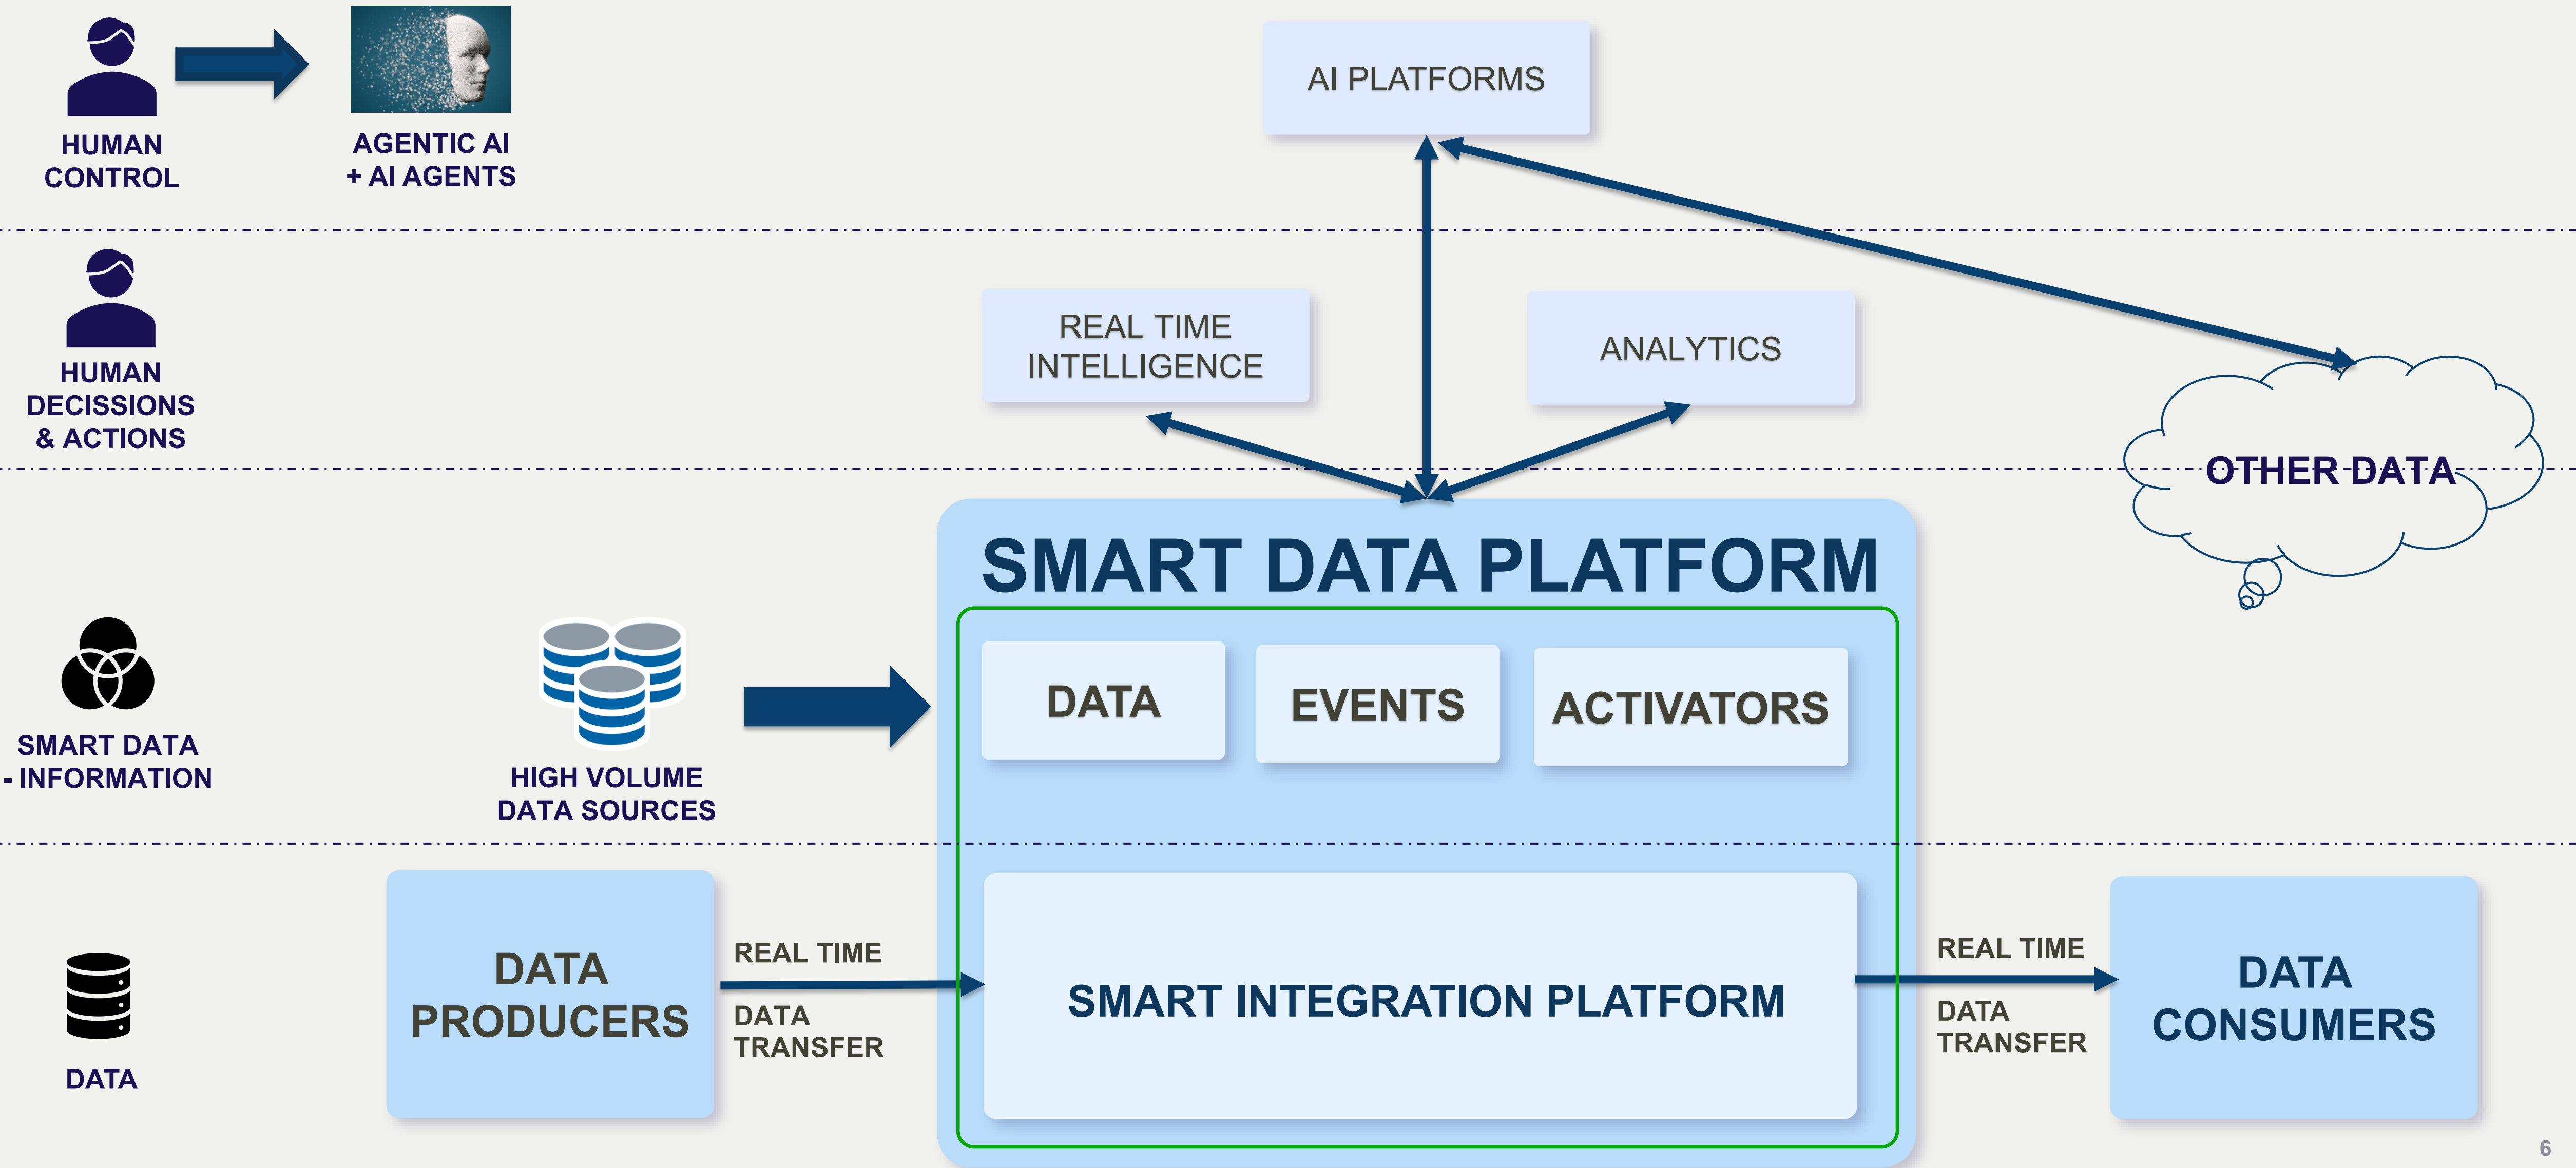 HUMAN
CONTROL
AGENTIC AI
+ AI AGENTS
AI PLATFORMS
HUMAN
DECISSIONS
& ACTIONS
REAL TIME
INTELLIGENCE
ANALYTICS
OTHER DATA
SMART DATA PLATFORM
SMART DATA
- INFORMATION
HIGH VOLUME
DATA SOURCES
DATA
EVENTS
ACTIVATORS
DATA
DATA
PRODUCERS
REAL TIME
DATA
TRANSFER
SMART INTEGRATION PLATFORM
REAL TIME
DATA
TRANSFER
DATA
CONSUMERS
6